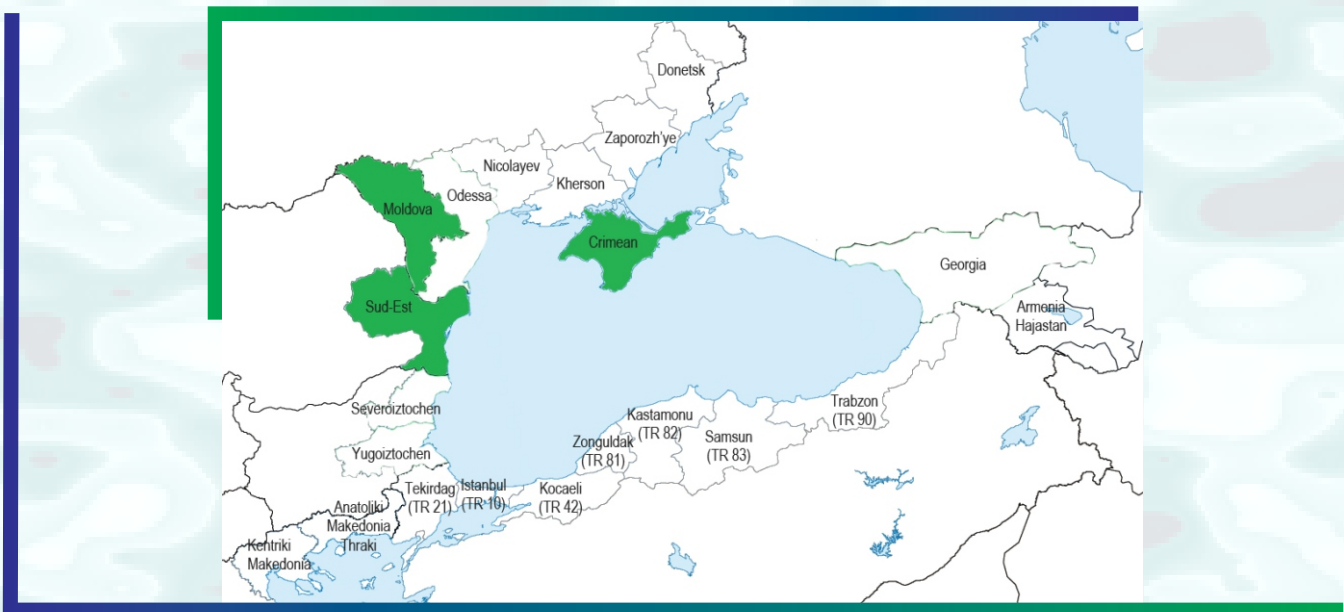 Donetsk
Zaporozh'ye
Nicolayev
Kherson
Odessa
Moldova
Crimean
Georgia
Sud-Est
Armenia
Hajastan
Severoiztochen
Yugoiztochen
Trabzon
(TR 90)
Kastamonu
(TR 82)
Samsun
(TR 83)
Zonguldak
(TR 81)
Kocaeli
(TR 42)
Istanbul
(TR 10)
Tekirdag
(TR 21)
Anatoliki
Makedonia
Thraki
Kentriki
Makedonia